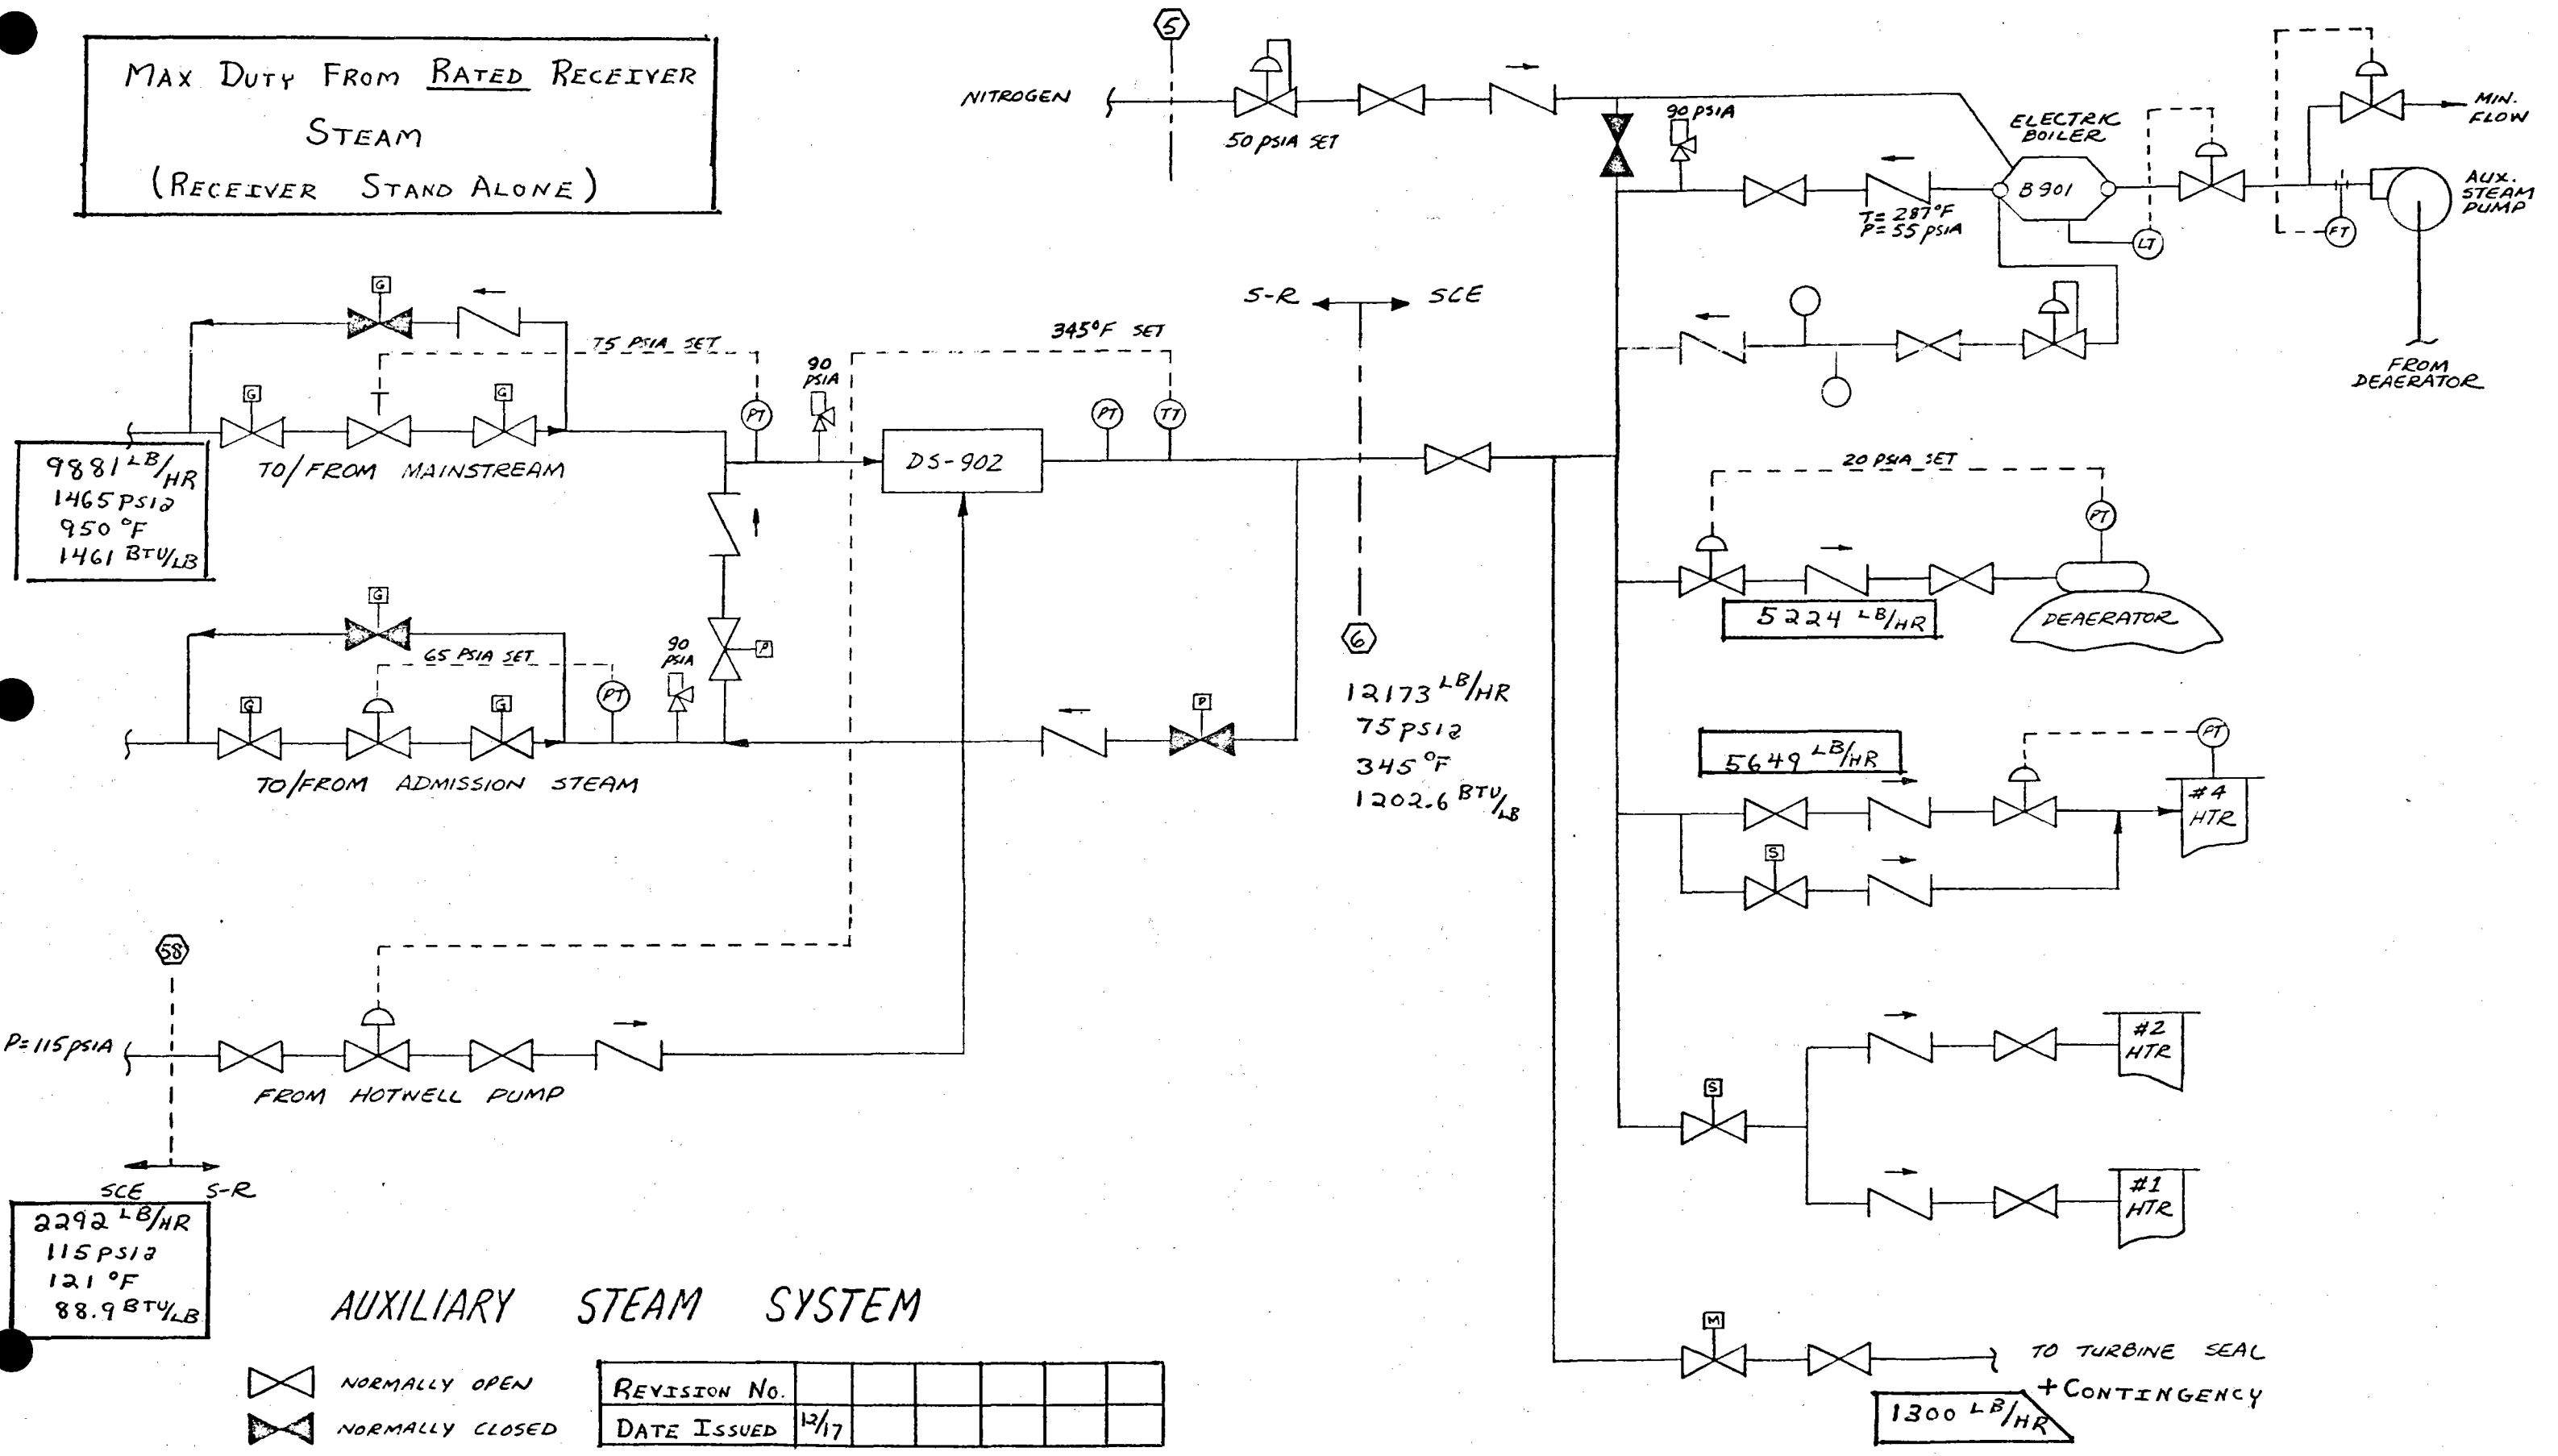 MAX DUTY FROM RATED RECEIVER
STEAM
(RECEIVER STAND ALONE)
5
NITROGEN
50 PSIA SET
90 PSIA
ELECTRIC
BOILER
B901
T= 287°F
P= 55 PSIA
LT
FT
MIN.
FLOW
AUX.
STEAM
PUMP
FROM
DEAERATOR
S-R
SCE
G
75 PSIA SET
G
G
PT
90
PSIA
345°F SET
PT
TT
DS-902
TO/FROM MAINSTREAM
9881 LB/HR
1465 PSIA
950 °F
1461 BTU/LB
20 PSIA SET
PT
5224 LB/HR
DEAERATOR
G
65 PSIA SET
G
G
PT
90
PSIA
P
P
TO/FROM ADMISSION STEAM
6
12173 LB/HR
75 PSIA
345 °F
1202.6 BTU/LB
5649 LB/HR
PT
#4
HTR
S
58
P=115 PSIA
FROM HOTWELL PUMP
SCE
S-R
2292 LB/HR
115 PSIA
121 °F
88.9 BTU/LB
S
#2
HTR
#1
HTR
M
TO TURBINE SEAL
+ CONTINGENCY
1300 LB/HR
AUXILIARY STEAM SYSTEM
NORMALLY OPEN
NORMALLY CLOSED
REVISION NO.
DATE ISSUED 12/17